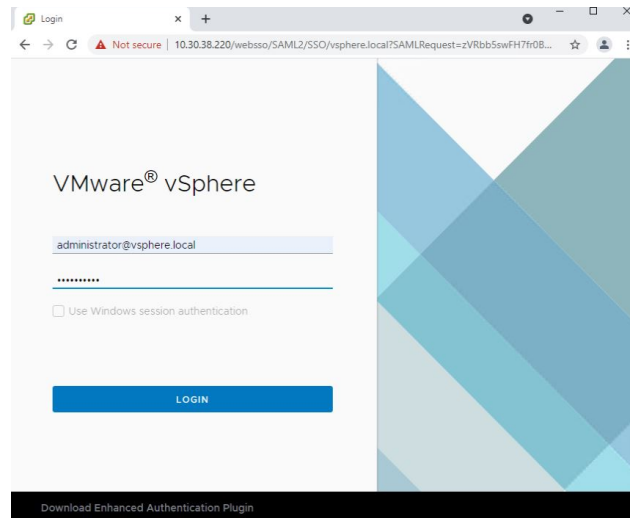 Login
Not secure | 10.30.38.220/websso/SAML2/SSO/vsphere.local?SAMLRequest=zVRbb5swFH7fr0B...
VMware® vSphere
administrator@vsphere.local
••••••••••
Use Windows session authentication
LOGIN
Download Enhanced Authentication Plugin